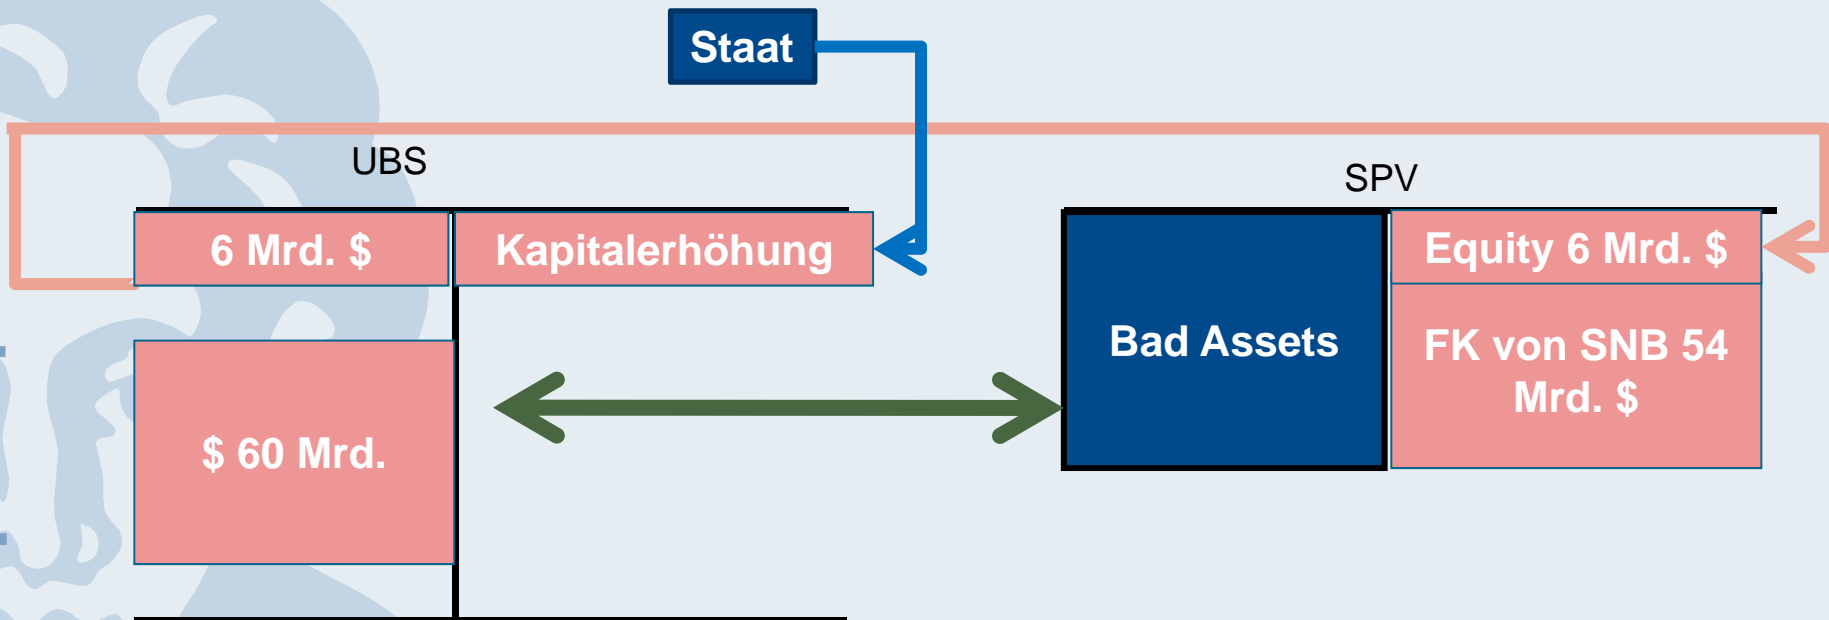 Staat
UBS
SPV
6 Mrd. $
Kapitalerhöhung
Equity 6 Mrd. $
Bad Assets
FK von SNB 54
Mrd. $
$ 60 Mrd.